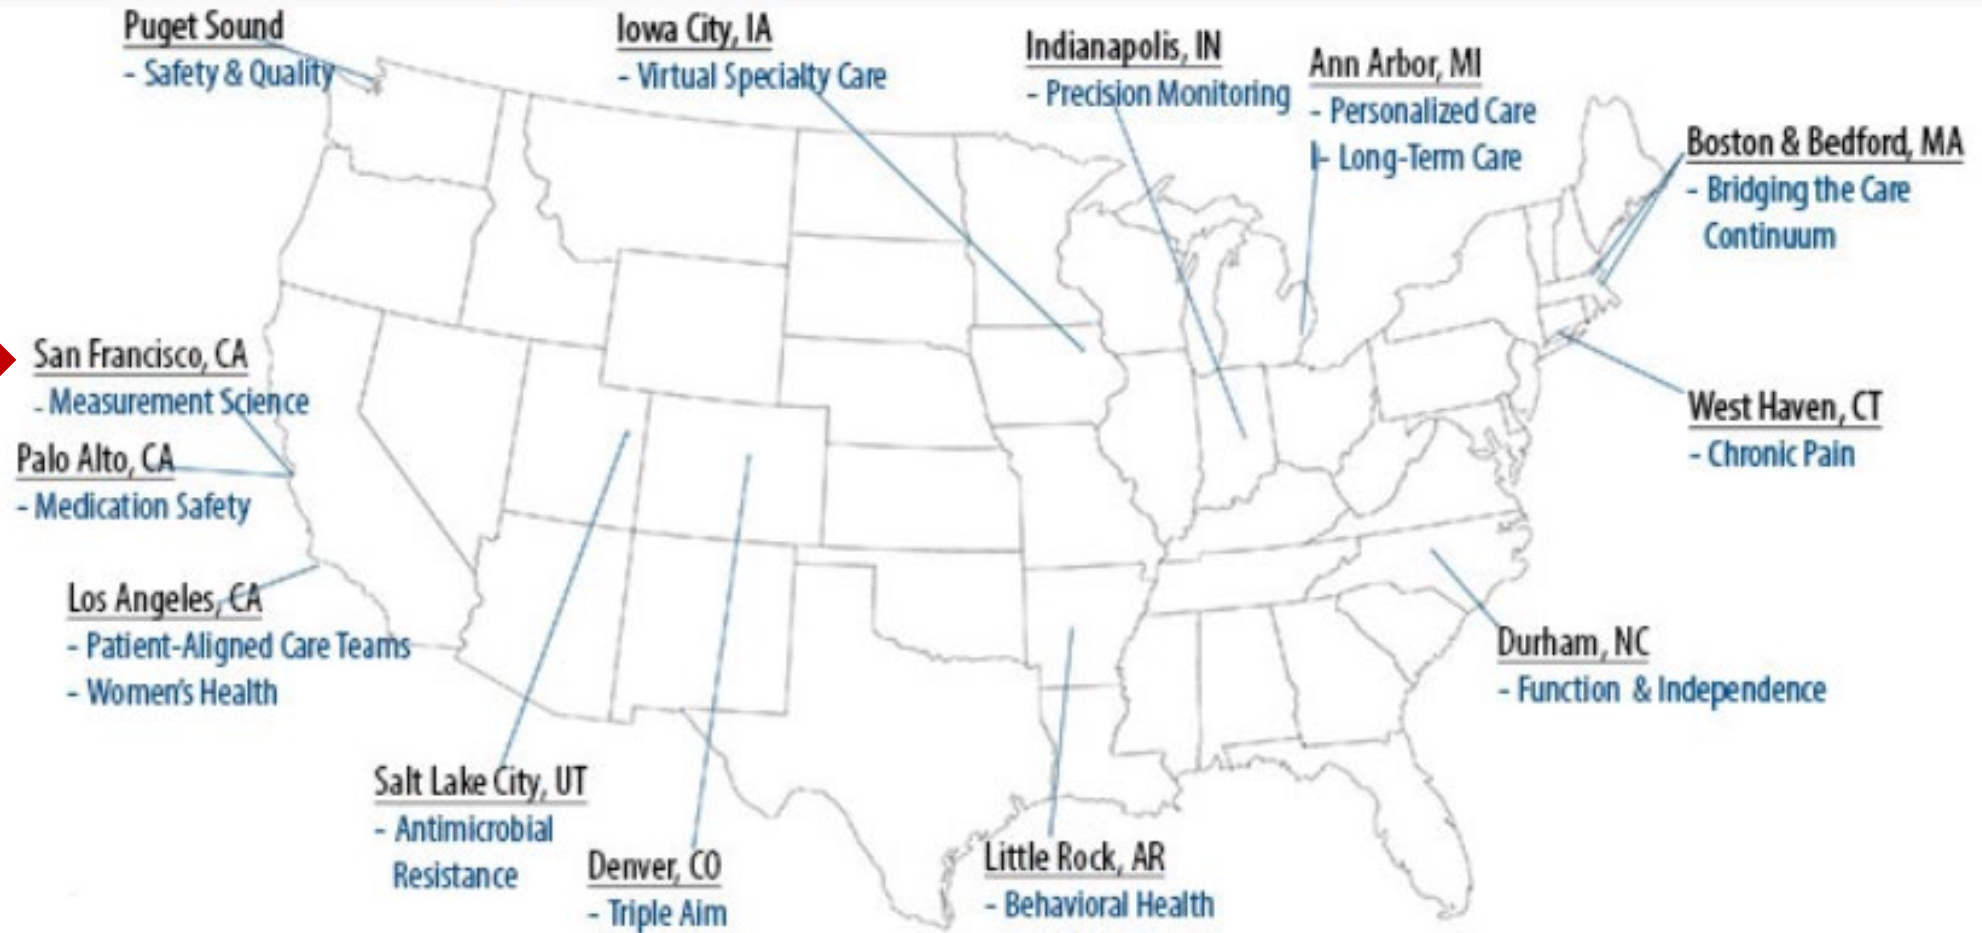 Puget Sound
- Safety & Quality
Iowa City, IA
- Virtual Specialty Care
Indianapolis, IN
- Precision Monitoring
Ann Arbor, MI
- Personalized Care
- Long-Term Care
Boston & Bedford, MA
- Bridging the Care
Continuum
San Francisco, CA
- Measurement Science
Palo Alto, CA
- Medication Safety
Los Angeles, CA
- Patient-Aligned Care Teams
- Women's Health
West Haven, CT
- Chronic Pain
Durham, NC
- Function & Independence
Salt Lake City, UT
- Antimicrobial
Resistance
Denver, CO
- Triple Aim
Little Rock, AR
- Behavioral Health